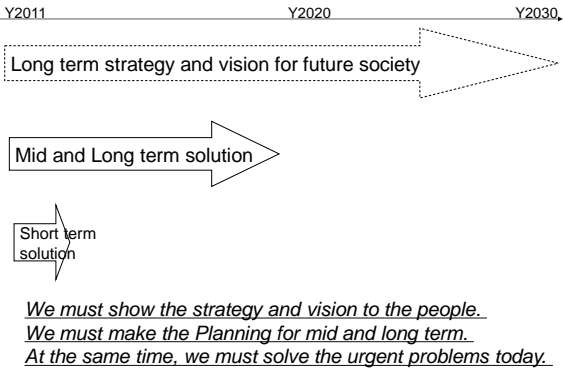 Y2011 Y2020 Y2030
Long term strategy and vision for future society
Mid and Long term solution
Short term
solution
We must show the strategy and vision to the people.
We must make the Planning for mid and long term.
At the same time, we must solve the urgent problems today.